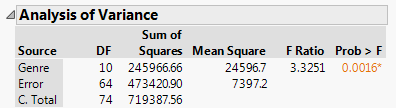 Analysis of Variance
Sum of
Source DF Squares Mean Square F Ratio Prob > F
Genre 10 245966.66 24596.7 3.3251 0.0016*
Error 64 473420.90 7397.2
C. Total 74 719387.56